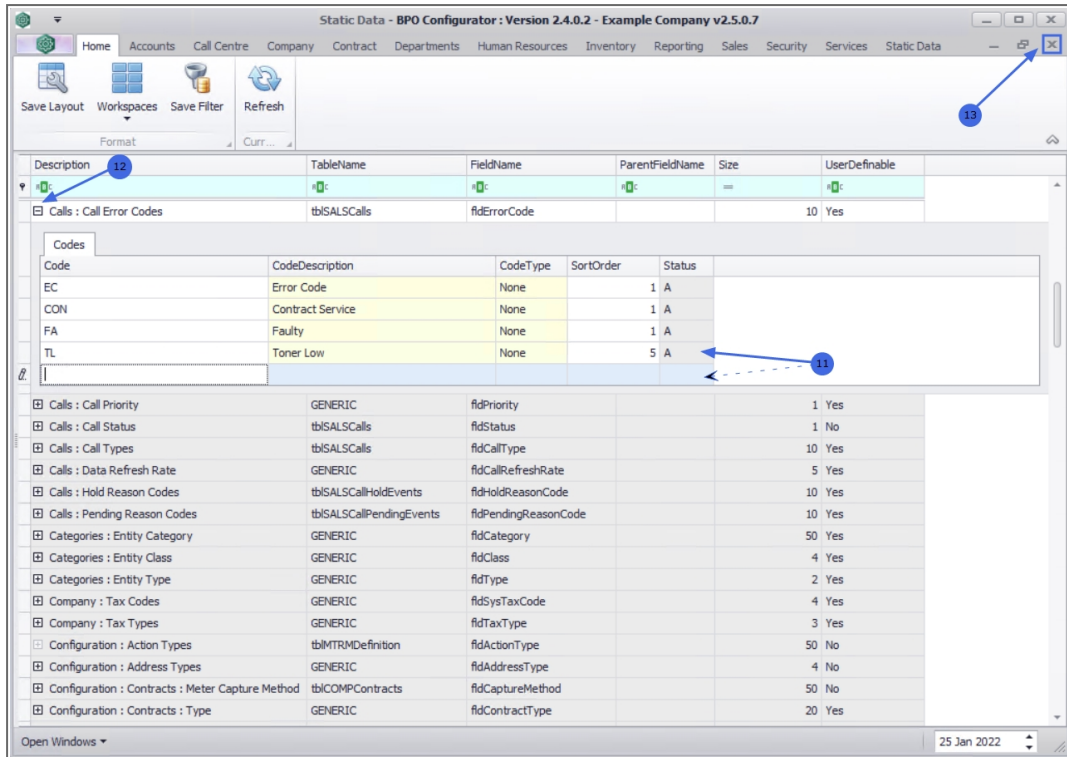 Static Data - BPO Configurator : Version 2.4.0.2 - Example Company v2.5.0.7
Home Accounts Call Centre Company Contract Departments Human Resources Inventory Reporting Sales Security Services Static Data
Save Layout Workspaces Save Filter Refresh
13
Format Curr...
Description 12 TableName FieldName ParentFieldName Size UserDefinable
Calls : Call Error Codes tblSALSCalls fldErrorCode 10 Yes
Codes
Code CodeDescription CodeType SortOrder Status
EC Error Code None 1 A
CON Contract Service None 1 A
FA Faulty None 1 A
TL Toner Low None 5 A
11
Calls : Call Priority GENERIC fldPriority 1 Yes
Calls : Call Status tblSALSCalls fldStatus 1 No
Calls : Call Types tblSALSCalls fldCallType 10 Yes
Calls : Data Refresh Rate GENERIC fldCallRefreshRate 5 Yes
Calls : Hold Reason Codes tblSALSCallHoldEvents fldHoldReasonCode 10 Yes
Calls : Pending Reason Codes tblSALSCallPendingEvents fldPendingReasonCode 10 Yes
Categories : Entity Category GENERIC fldCategory 50 Yes
Categories : Entity Class GENERIC fldClass 4 Yes
Categories : Entity Type GENERIC fldType 2 Yes
Company : Tax Codes GENERIC fldSysTaxCode 4 Yes
Company : Tax Types GENERIC fldTaxType 3 Yes
Configuration : Action Types tblMTRMDefinition fldActionType 50 No
Configuration : Address Types GENERIC fldAddressType 4 No
Configuration : Contracts : Meter Capture Method tblCOMPContracts fldCaptureMethod 50 No
Configuration : Contracts : Type GENERIC fldContractType 20 Yes
Open Windows 25 Jan 2022